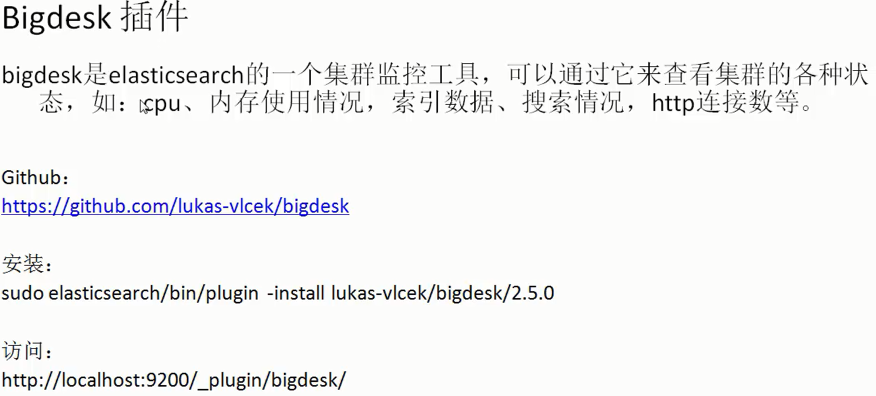 Bigdesk 插件
bigdesk是elasticsearch的一个集群监控工具，可以通过它来查看集群的各种状
态，如：cpu、内存使用情况，索引数据、搜索情况，http连接数等。
Github：
https://github.com/lukas-vlcek/bigdesk
安装：
sudo elasticsearch/bin/plugin -install lukas-vlcek/bigdesk/2.5.0
访问：
http://localhost:9200/_plugin/bigdesk/